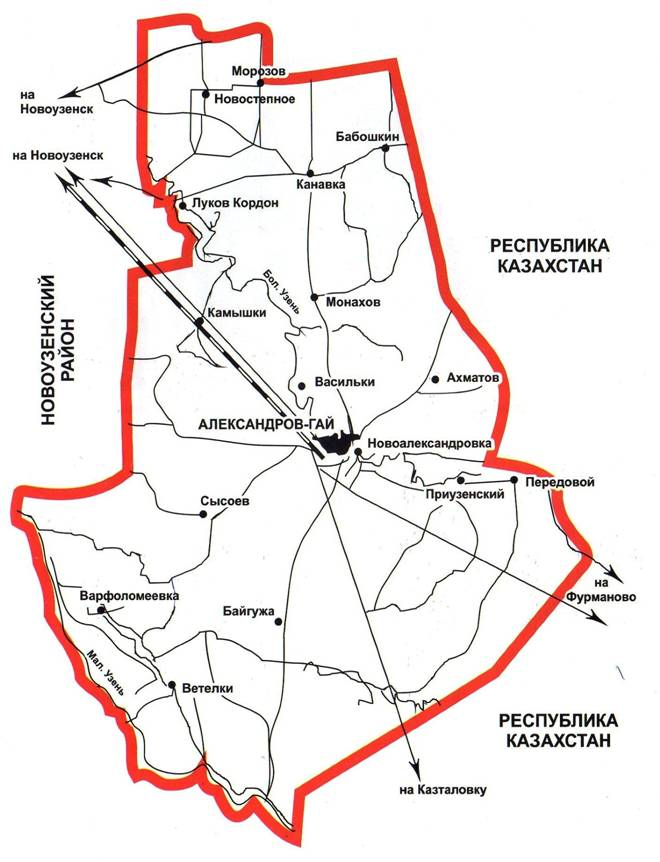 Морозов
на
Новоузенск
Новостепное
Бабошкин
на Новоузенск
Канавка
Луков Кордон
РЕСПУБЛИКА
КАЗАХСТАН
Бол. Узень
Монахов
Камышки
НОВОУЗЕНСКИЙ
РАЙОН
Васильки
Ахматов
АЛЕКСАНДРОВ-ГАЙ
Новоалександровка
Передовой
Приузенский
Сысоев
на
Фурманово
Варфоломеевка
Байгужа
Мал. Узень
Ветелки
РЕСПУБЛИКА
КАЗАХСТАН
на Казталовку